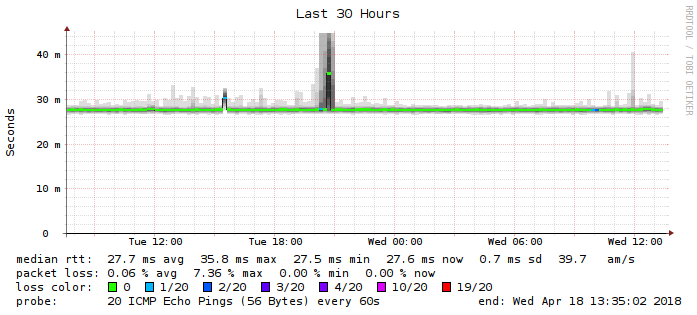 Last 30 Hours
RRDTOOL / TOBI OETIKER
Seconds
40 m
30 m
20 m
10 m
0
Tue 12:00 Tue 18:00 Wed 00:00 Wed 06:00 Wed 12:00
median rtt: 27.7 ms avg 35.8 ms max 27.5 ms min 27.6 ms now 0.7 ms sd 39.7 am/s
packet loss: 0.06 % avg 7.36 % max 0.00 % min 0.00 % now
loss color: 0 1/20 2/20 3/20 4/20 10/20 19/20
probe: 20 ICMP Echo Pings (56 Bytes) every 60s end: Wed Apr 18 13:35:02 2018